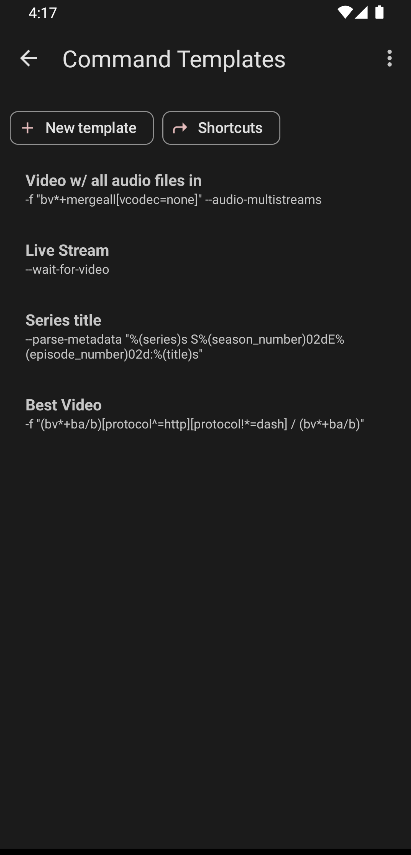 4:17
Command Templates
New template
Shortcuts
Video w/ all audio files in
-f "bv*+mergeall[vcodec=none]" --audio-multistreams
Live Stream
--wait-for-video
Series title
--parse-metadata "%(series)s S%(season_number)02dE%
(episode_number)02d:%(title)s"
Best Video
-f "(bv*+ba/b)[protocol^=http][protocol!*=dash] / (bv*+ba/b)"